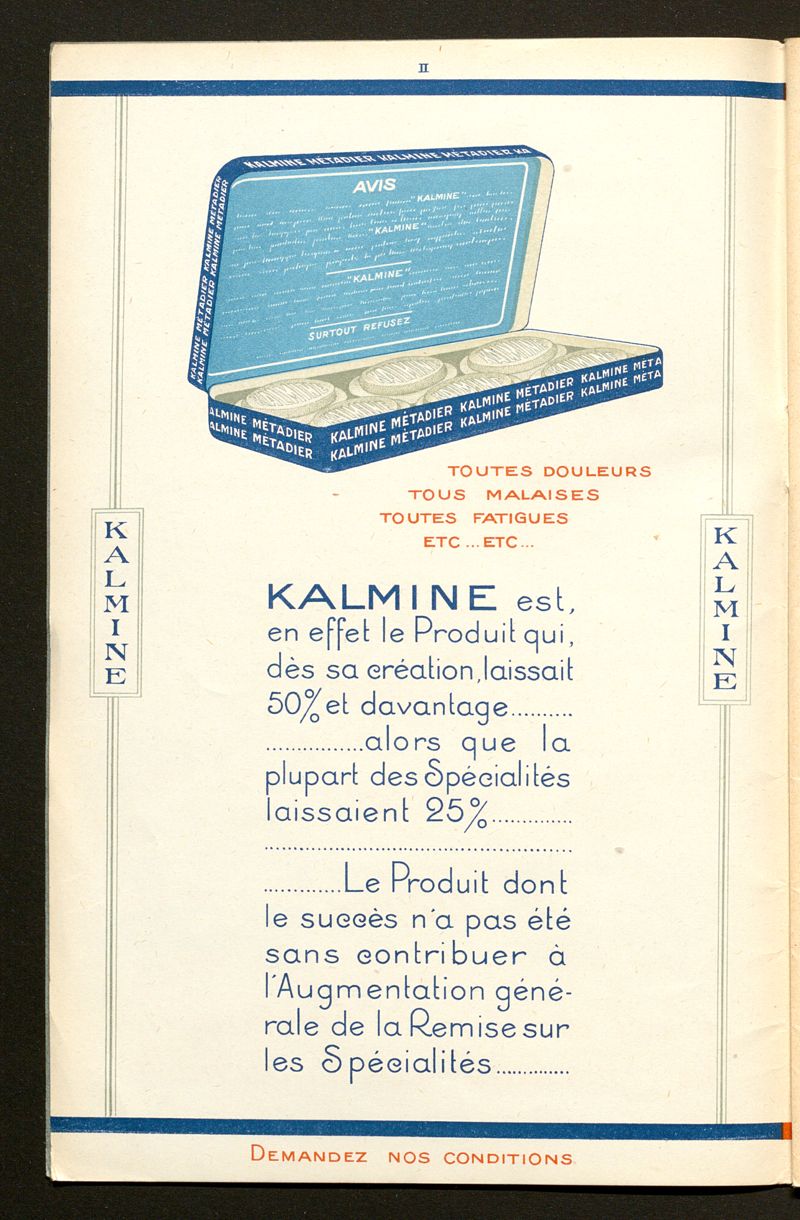 II
KALMINE MÉTADIER KALMINE MÉTADIER KA
KALMINE MÉTADIER KALMINE MÉTADIER
KALMINE MÉTADIER KALMINE MÉTADIER
AVIS
"KALMINE"
"KALMINE"
"KALMINE"
SURTOUT REFUSEZ
ALMINE MÉTADIER KALMINE MÉTADIER KALMINE MÉTADIER KALMINE MÉTA
ALMINE MÉTADIER KALMINE MÉTADIER KALMINE MÉTADIER KALMINE MÉTA
TOUTES DOULEURS
TOUS MALAISES
TOUTES FATIGUES
ETC...ETC...
KALMINE
KALMINE
KALMINE est,
en effet le Produit qui,
dès sa création, laissait
50% et davantage..........
................alors que la
plupart des Spécialités
laissaient 25%..............
......................................................
.............Le Produit dont
le succès n'a pas été
sans contribuer à
l'Augmentation géné-
rale de la Remise sur
les Spécialités.............
DEMANDEZ NOS CONDITIONS